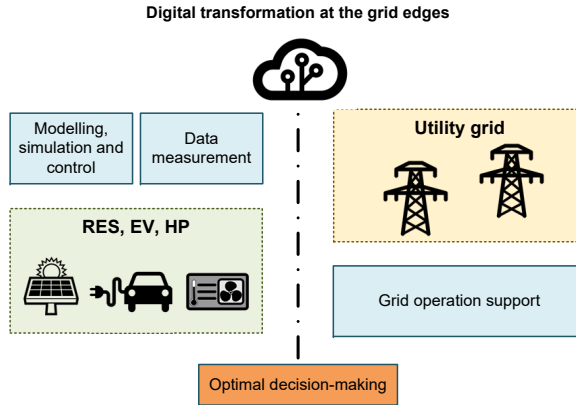 Digital transformation at the grid edges
Modelling,
simulation and
control
Data
measurement
Utility grid
RES, EV, HP
Grid operation support
Optimal decision-making